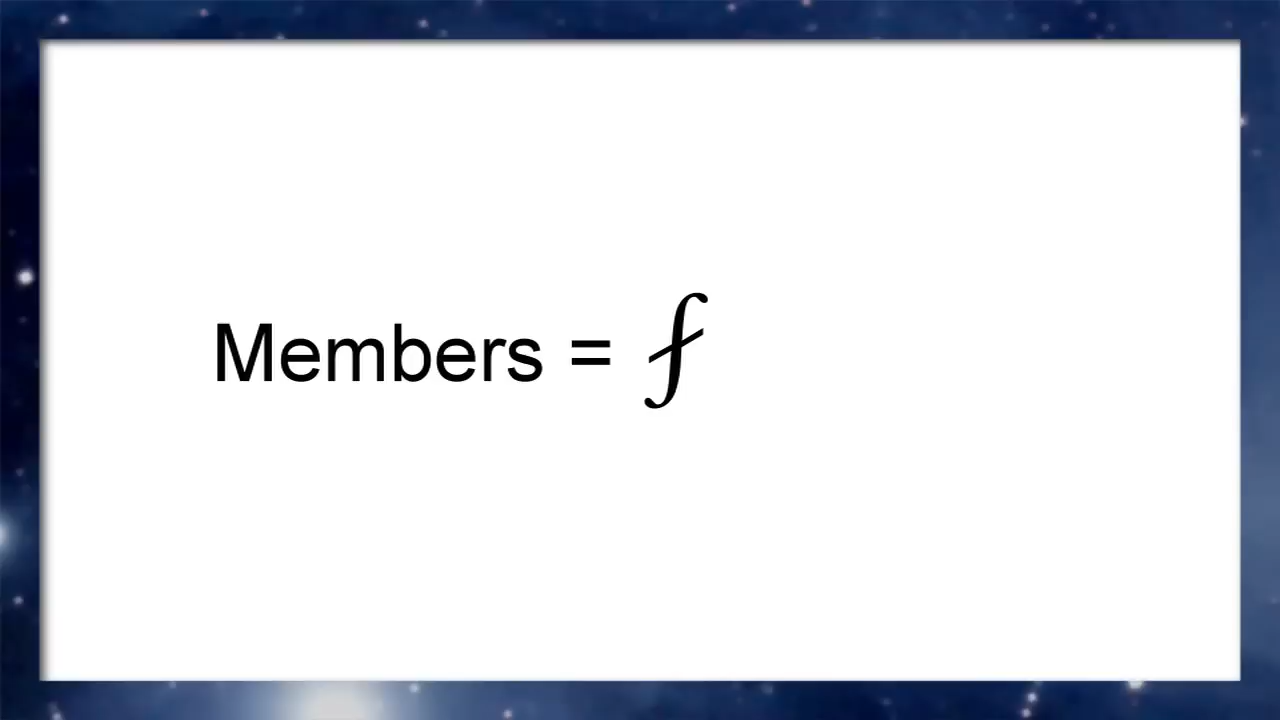 Members = ⨍